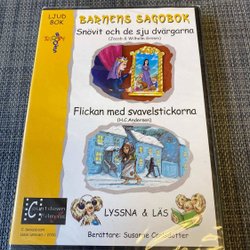 LJUD
BOK
BARNENS SAGOBOK
Snövit och de sju dvärgarna
(Jacob & Wilhelm Grimm)
Flickan med svavelstickorna
(H.C. Andersen)
LYSSNA & LÄS
Berättare: Susanne